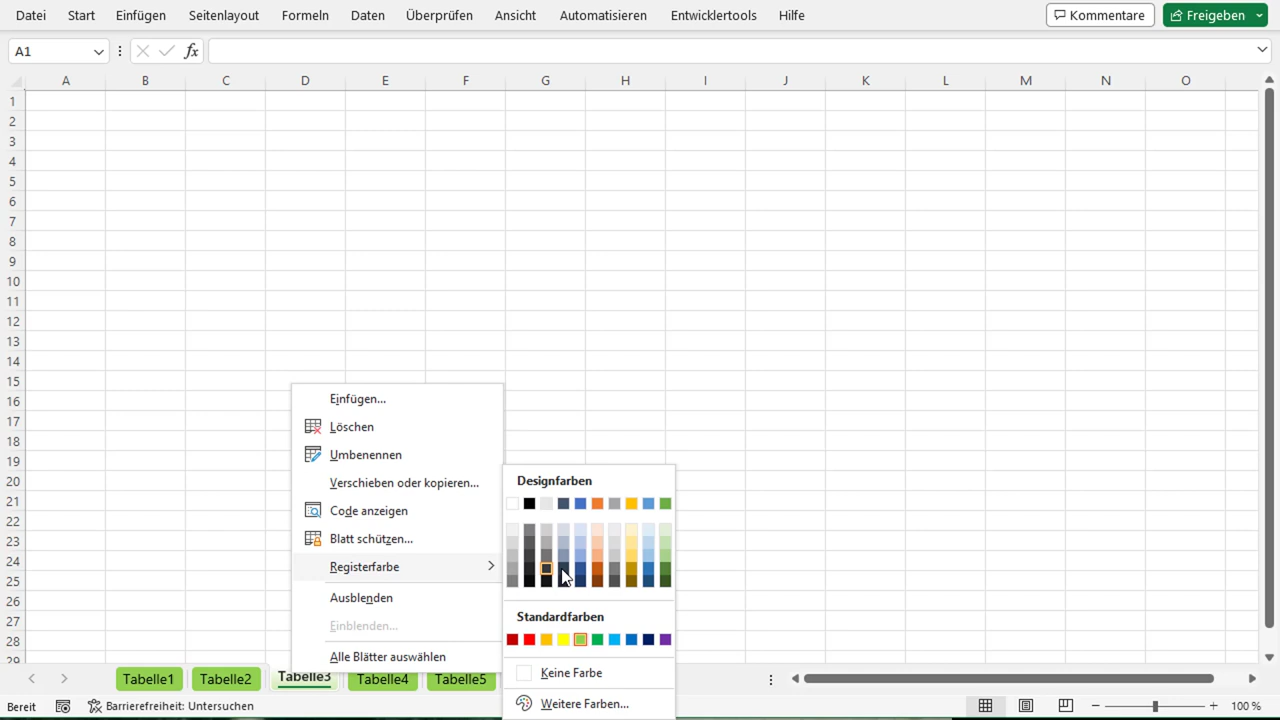 Datei Start Einfügen Seitenlayout Formeln Daten Überprüfen Ansicht Automatisieren Entwicklertools Hilfe Kommentare Freigeben
A1 fx
A B C D E F G H I J K L M N O
1
2
3
4
5
6
7
8
9
10
11
12
13
14
15
16
17
18
19
20
21
22
23
24
25
26
27
28
29
Einfügen...
Löschen
Umbenennen
Verschieben oder kopieren...
Code anzeigen
Blatt schützen...
Registerfarbe
Ausblenden
Einblenden...
Alle Blätter auswählen
Designfarben
Standardfarben
Keine Farbe
Weitere Farben...
Tabelle1 Tabelle2 Tabelle3 Tabelle4 Tabelle5
Bereit Barrierefreiheit: Untersuchen 100 %